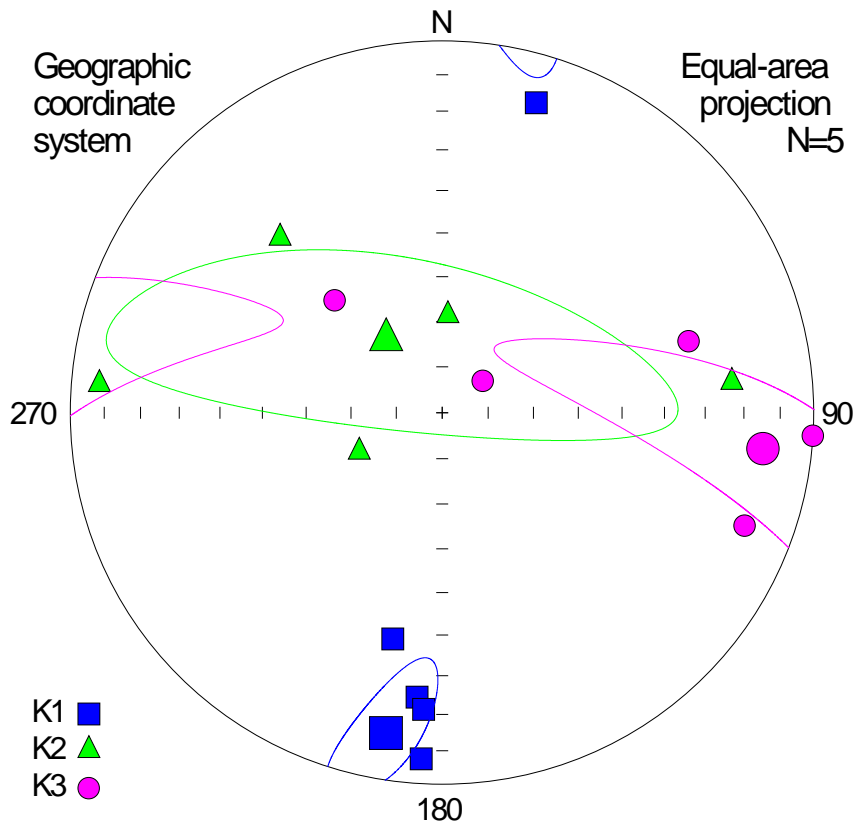 N
Geographic
coordinate
system
Equal-area
projection
N=5
270
90
K1
K2
K3
180